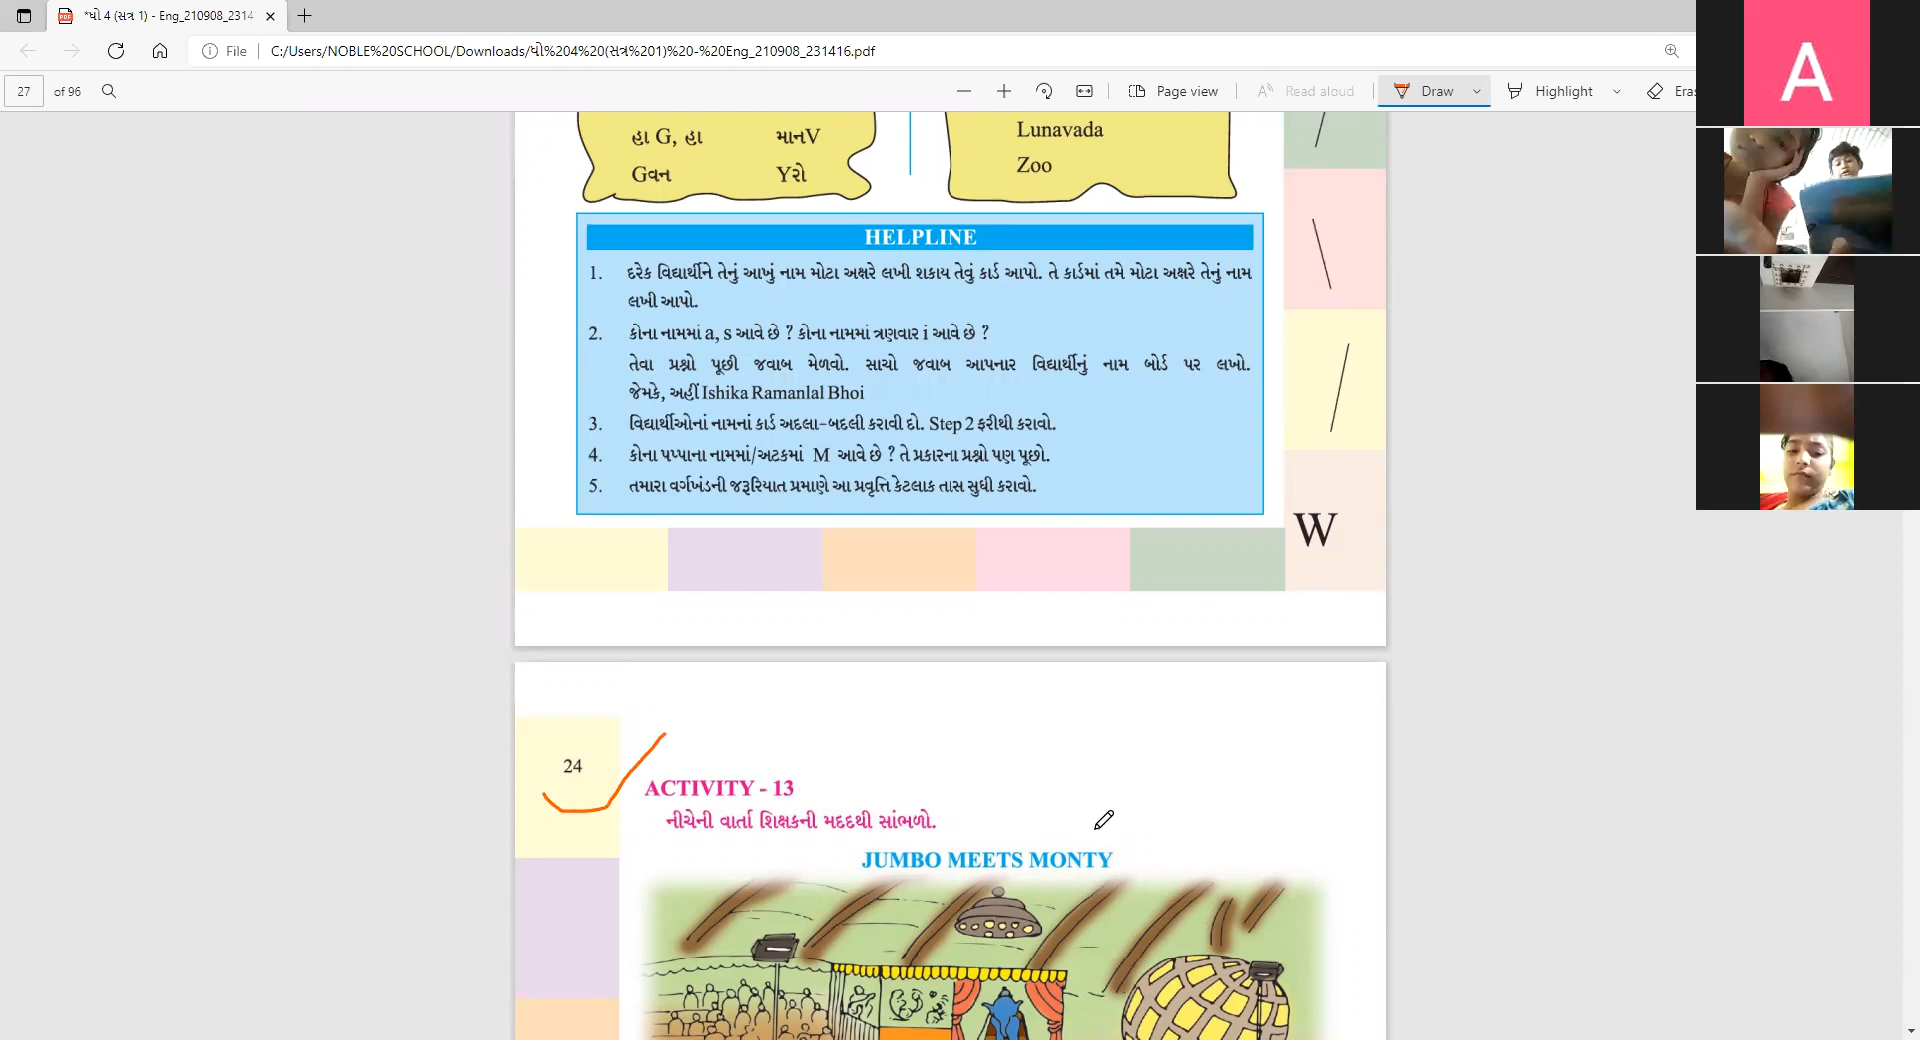 *ધો 4 (સત્ર 1) - Eng_210908_2314
File
C:/Users/NOBLE%20SCHOOL/Downloads/ધો%204%20(સત્ર%201)%20-%20Eng_210908_231416.pdf
27 of 96
Page view
Read aloud
Draw
Highlight
Eras
A
હા G, હા માનV
Gવન Yરો
Lunavada
Zoo
HELPLINE
1. દરેક વિદ્યાર્થીને તેનું આખું નામ મોટા અક્ષરે લખી શકાય તેવું કાર્ડ આપો. તે કાર્ડમાં તમે મોટા અક્ષરે તેનું નામ
લખી આપો.
2. કોના નામમાં a, s આવે છે ? કોના નામમાં ત્રણવાર i આવે છે ?
તેવા પ્રશ્નો પૂછી જવાબ મેળવો. સાચો જવાબ આપનાર વિદ્યાર્થીનું નામ બોર્ડ પર લખો.
જેમકે, અહીં Ishika Ramanlal Bhoi
3. વિદ્યાર્થીઓનાં નામનાં કાર્ડ અદલા-બદલી કરાવી દો. Step 2 ફરીથી કરાવો.
4. કોના પપ્પાના નામમાં/અટકમાં M આવે છે ? તે પ્રકારના પ્રશ્નો પણ પૂછો.
5. તમારા વર્ગખંડની જરૂરિયાત પ્રમાણે આ પ્રવૃત્તિ કેટલાક તાસ સુધી કરાવો.
W
24
ACTIVITY - 13
નીચેની વાર્તા શિક્ષકની મદદથી સાંભળો.
JUMBO MEETS MONTY